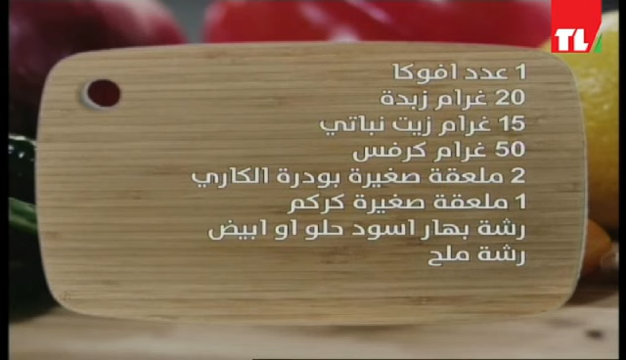 TL
1 عدد افوكا
20 غرام زبدة
15 غرام زيت نباتي
50 غرام كرفس
2 ملعقة صغيرة بودرة الكاري
1 ملعقة صغيرة كركم
رشة بهار اسود حلو او ابيض
رشة ملح